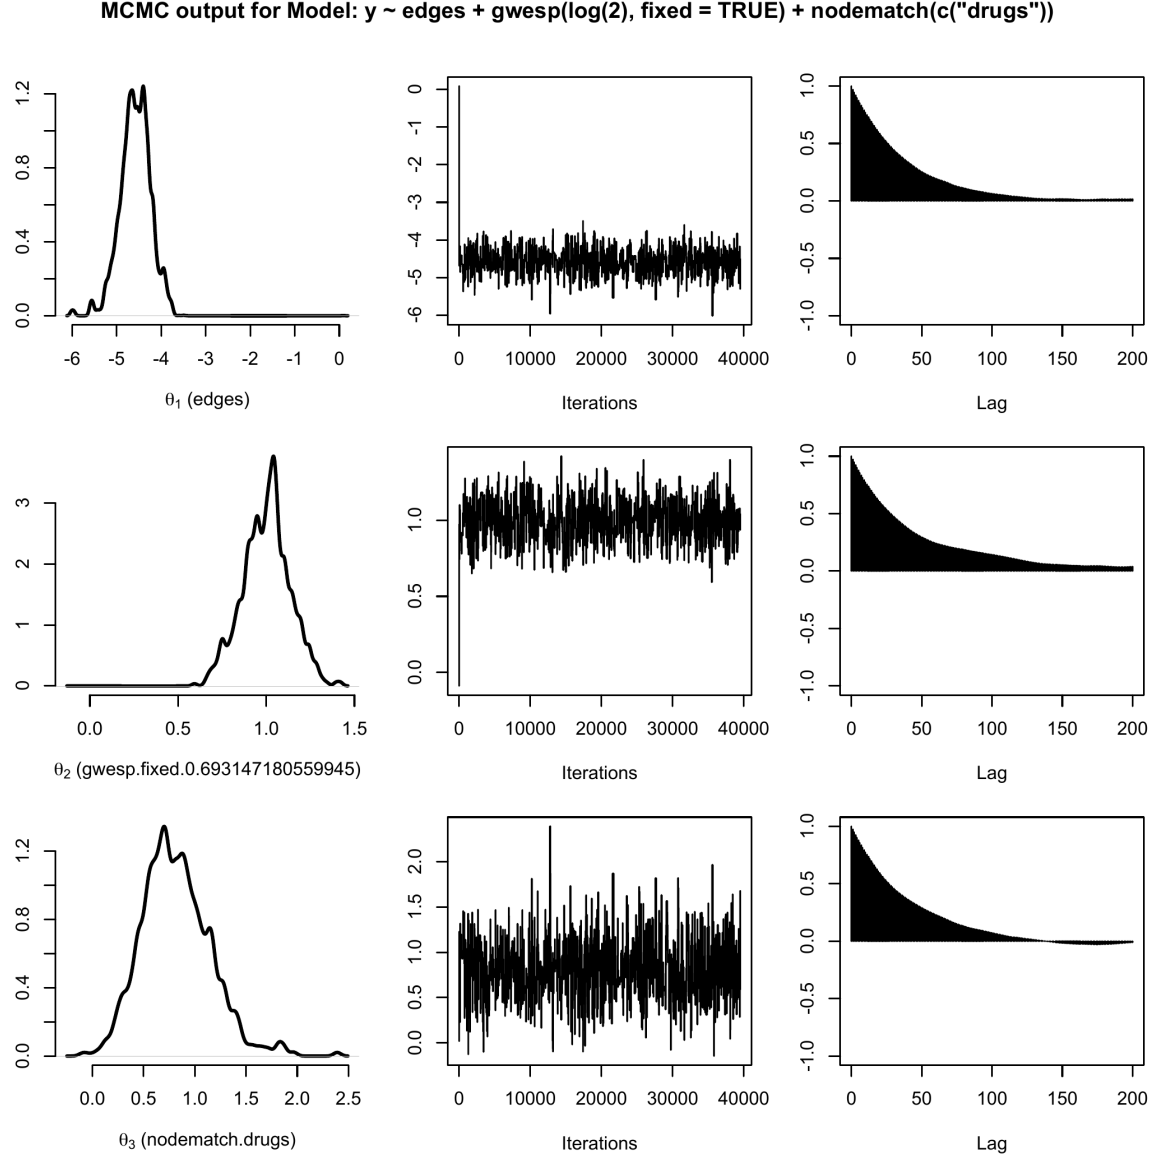 MCMC output for Model: y ~ edges + gwesp(log(2), fixed = TRUE) + nodematch(c("drugs"))
0.0 0.4 0.8 1.2
-6 -5 -4 -3 -2 -1 0
θ1 (edges)
-6 -5 -4 -3 -2 -1 0
0 10000 20000 30000 40000
Iterations
-1.0 -0.5 0.0 0.5 1.0
0 50 100 150 200
Lag
0 1 2 3
0.0 0.5 1.0 1.5
θ2 (gwesp.fixed.0.693147180559945)
0.0 0.5 1.0
0 10000 20000 30000 40000
Iterations
-1.0 -0.5 0.0 0.5 1.0
0 50 100 150 200
Lag
0.0 0.4 0.8 1.2
0.0 0.5 1.0 1.5 2.0 2.5
θ3 (nodematch.drugs)
0.0 0.5 1.0 1.5 2.0
0 10000 20000 30000 40000
Iterations
-1.0 -0.5 0.0 0.5 1.0
0 50 100 150 200
Lag